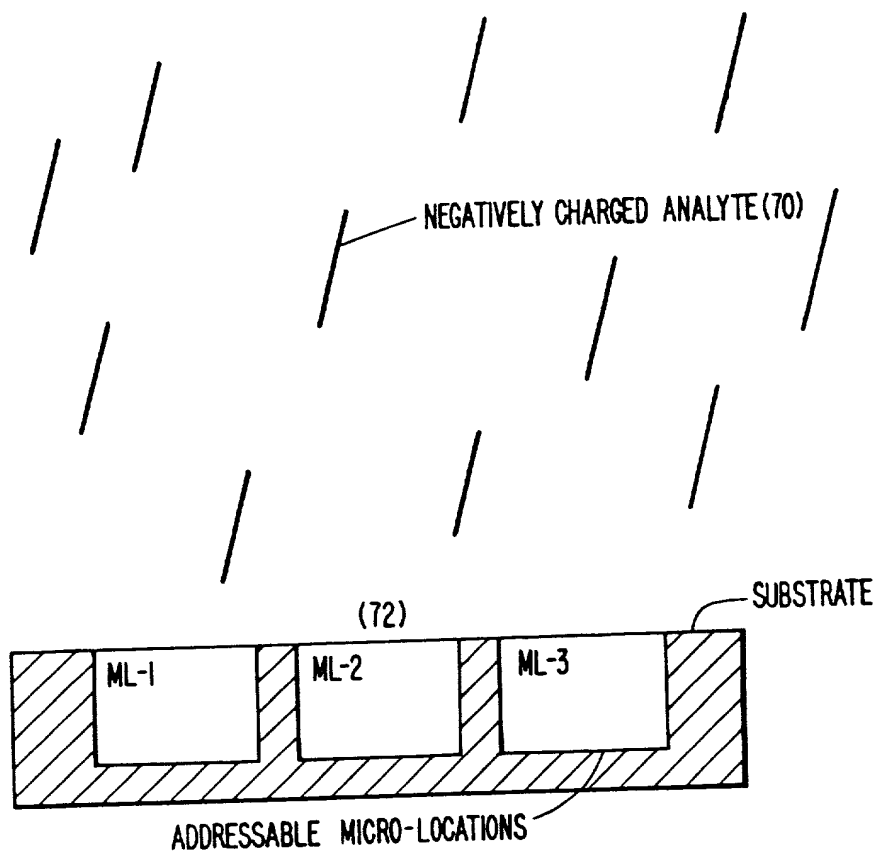 NEGATIVELY CHARGED ANALYTE (70)
(72)
SUBSTRATE
ML-1
ML-2
ML-3
ADDRESSABLE MICRO-LOCATIONS